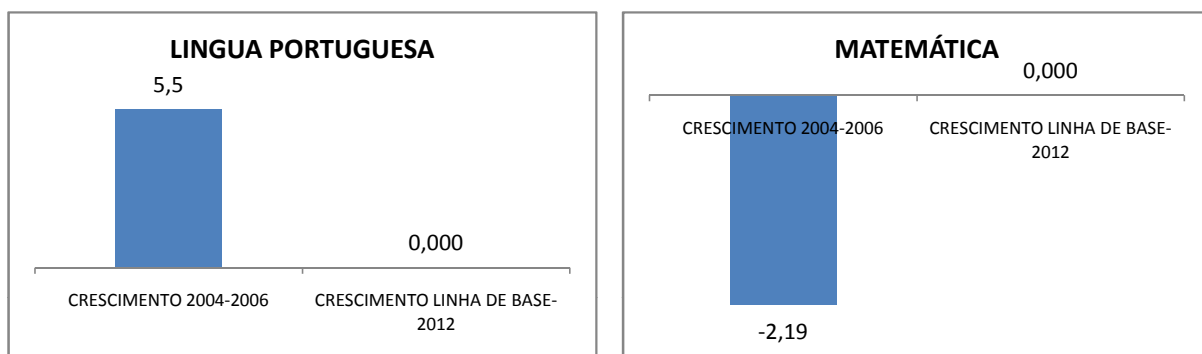 LINGUA PORTUGUESA
5,5
0,000
CRESCIMENTO 2004-2006
CRESCIMENTO LINHA DE BASE-
2012
MATEMÁTICA
0,000
CRESCIMENTO 2004-2006
CRESCIMENTO LINHA DE BASE-
2012
-2,19